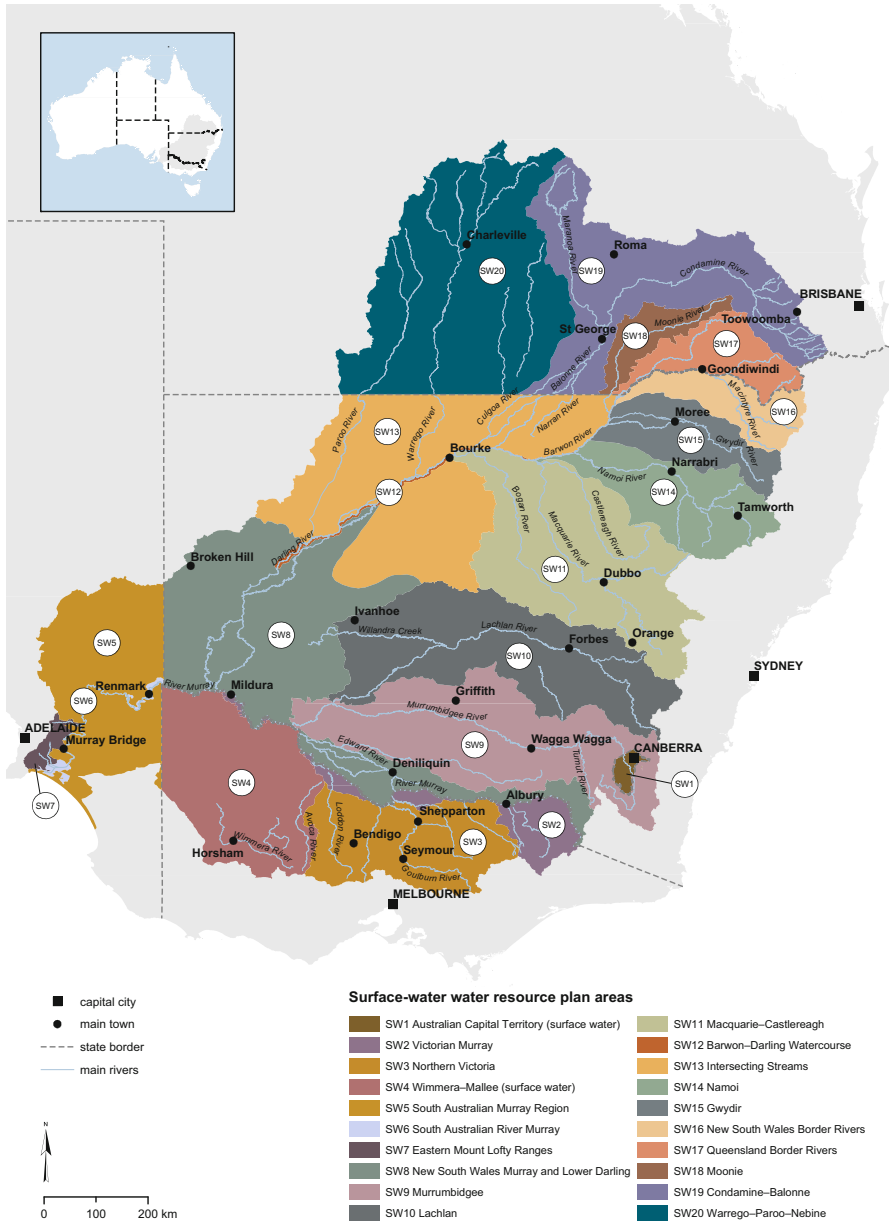 Charleville
SW20
Maranoa River
SW19
Roma
Condamine River
BRISBANE
St George
Moonie River
SW18
Toowoomba
SW17
Balonne River
Goondiwindi
Paroo River
SW13
Warrego River
Culgoa River
Narran River
Macintyre River
SW16
Moree
SW15
Gwydir River
Bourke
Barwon River
Narrabri
SW12
Namoi River
SW14
Bogan River
Castlereagh River
Tamworth
Macquarie River
Darling River
Broken Hill
SW11
Dubbo
Ivanhoe
SW5
SW8
Willandra Creek
Lachlan River
Forbes
Orange
SW10
SYDNEY
Renmark
River Murray
Mildura
SW6
Griffith
Murrumbidgee River
ADELAIDE
Murray Bridge
SW9
Wagga Wagga
CANBERRA
Edward River
Deniliquin
Tumut River
SW4
River Murray
SW1
SW7
Albury
Avoca River
Loddon River
Shepparton
SW2
Bendigo
SW3
Wimmera River
Horsham
Seymour
Goulburn River
MELBOURNE
capital city
main town
state border
main rivers
N
0 100 200 km
Surface-water water resource plan areas
SW1 Australian Capital Territory (surface water)
SW2 Victorian Murray
SW3 Northern Victoria
SW4 Wimmera–Mallee (surface water)
SW5 South Australian Murray Region
SW6 South Australian River Murray
SW7 Eastern Mount Lofty Ranges
SW8 New South Wales Murray and Lower Darling
SW9 Murrumbidgee
SW10 Lachlan
SW11 Macquarie–Castlereagh
SW12 Barwon–Darling Watercourse
SW13 Intersecting Streams
SW14 Namoi
SW15 Gwydir
SW16 New South Wales Border Rivers
SW17 Queensland Border Rivers
SW18 Moonie
SW19 Condamine–Balonne
SW20 Warrego–Paroo–Nebine